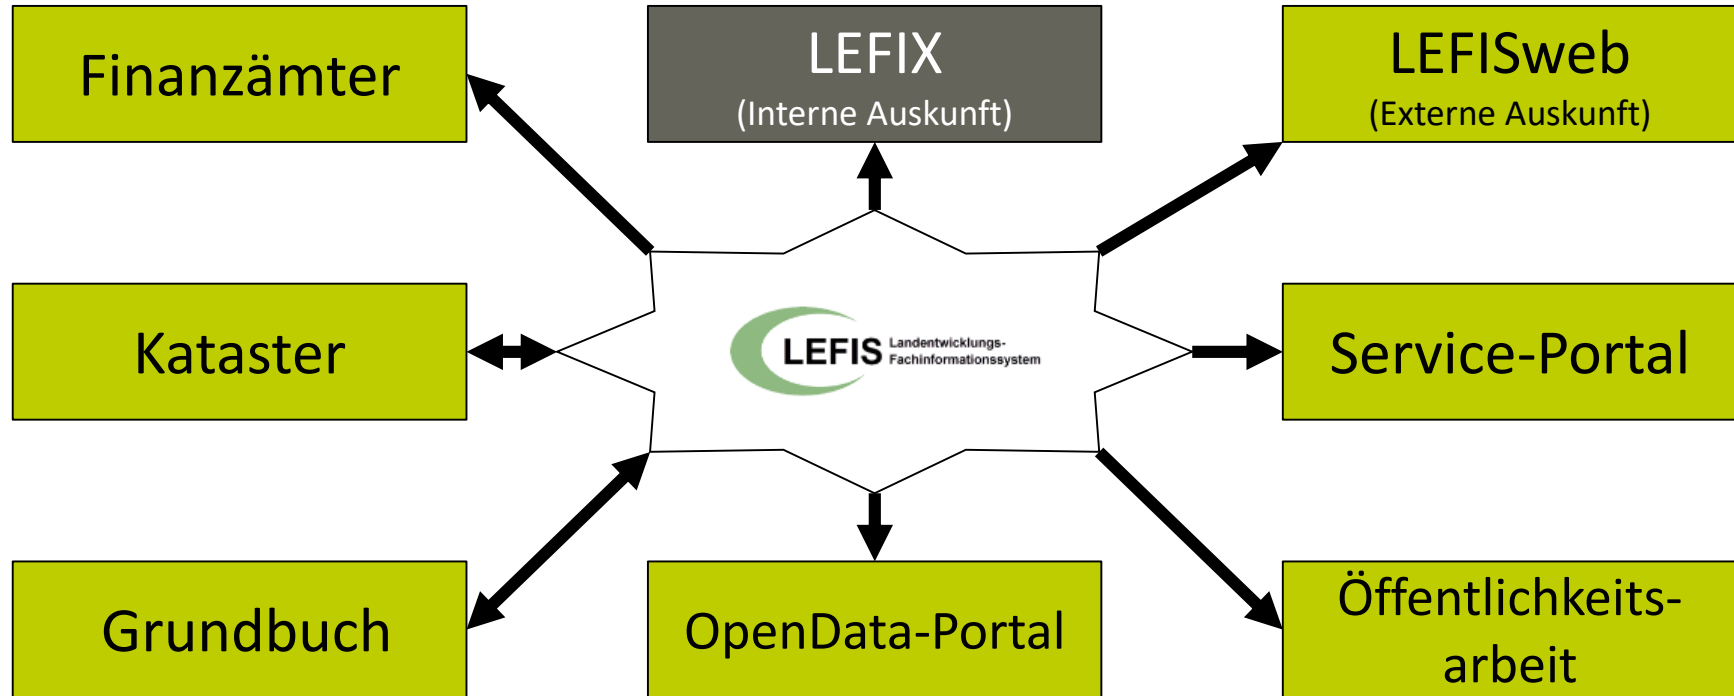 Finanzämter
LEFIX
(Interne Auskunft)
LEFISweb
(Externe Auskunft)
Kataster
LEFIS Landentwicklungs-
Fachinformationssystem
Service-Portal
Grundbuch
OpenData-Portal
Öffentlichkeits-
arbeit